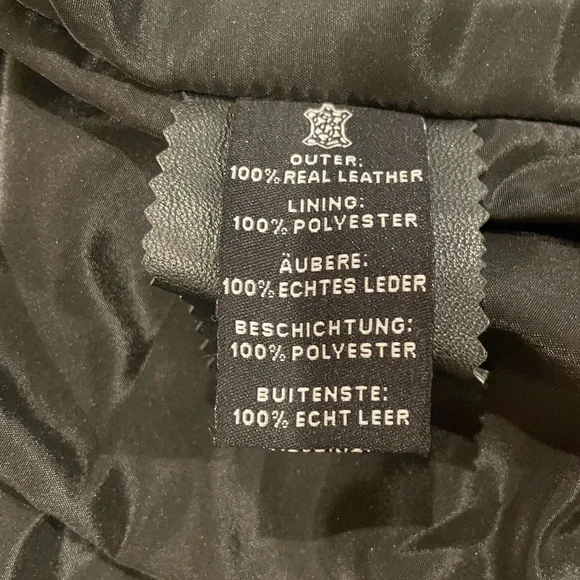 OUTER:
100% REAL LEATHER
LINING:
100% POLYESTER
ÄUBERE:
100% ECHTES LEDER
BESCHICHTUNG:
100% POLYESTER
BUITENSTE:
100% ECHT LEER